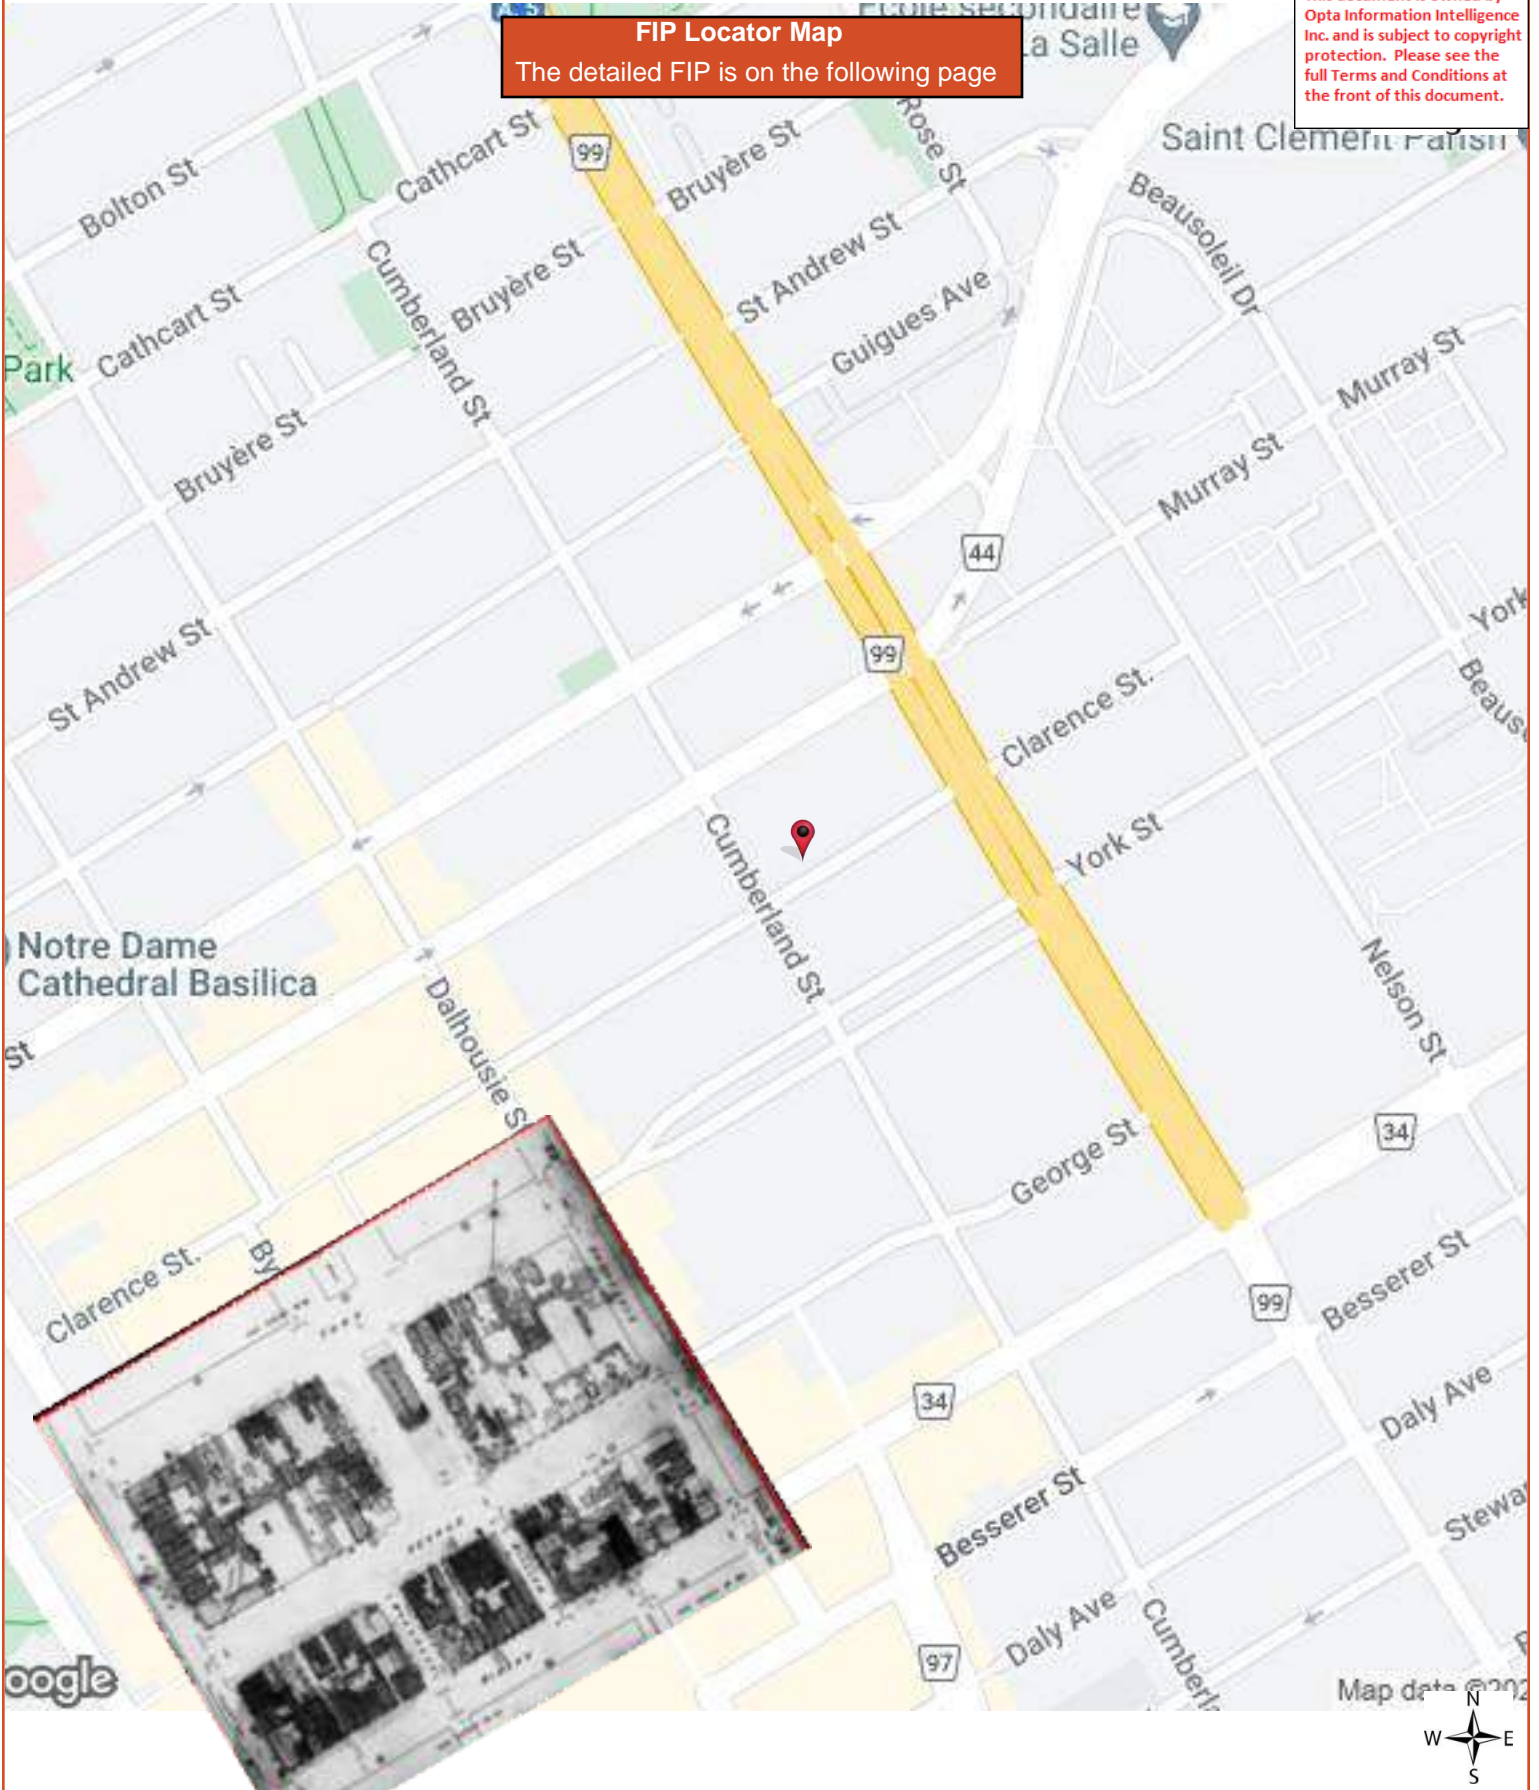 FIP Locator Map
The detailed FIP is on the following page
Opta Information Intelligence
Inc. and is subject to copyright
protection. Please see the
full Terms and Conditions at
the front of this document.
La Salle
Saint Clement Parish
99
Bolton St
Cathcart St
Bruyère St
Rose St
Beausoleil Dr
Cathcart St
Cumberland St
Bruyère St
St Andrew St
Guigues Ave
Park
Bruyère St
Murray St
Murray St
44
St Andrew St
99
York
Clarence St.
Cumberland St
York St
Notre Dame
Cathedral Basilica
Dalhousie St
Nelson St
St
34
George St
Clarence St.
By
99
Besserer St
34
Daly Ave
Besserer St
Daly Ave
97
Map data
N
W E
S